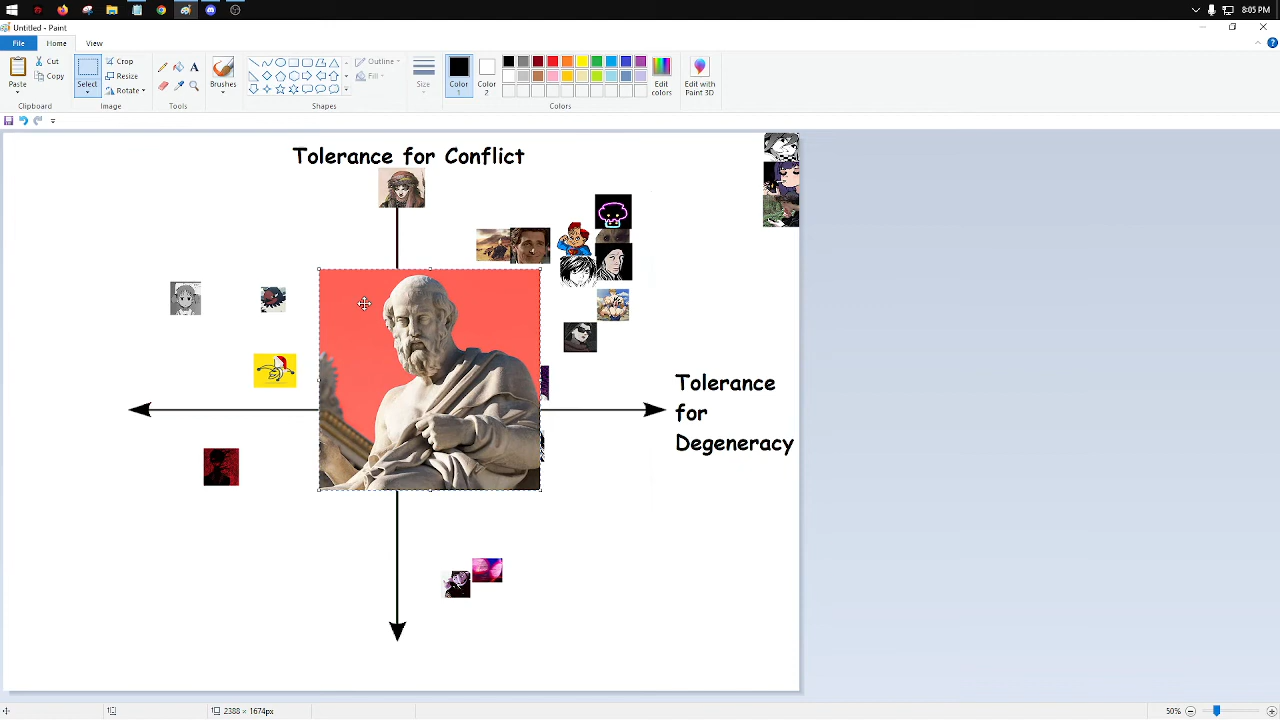 8:05 PM
Untitled - Paint
File
Home
View
Paste
Cut
Copy
Clipboard
Select
Crop
Resize
Rotate
Image
Tools
Brushes
Shapes
Outline
Fill
Size
Color
1
Color
2
Colors
Edit
colors
Edit with
Paint 3D
Tolerance for Conflict
Tolerance
for
Degeneracy
2388 × 1674px
50%